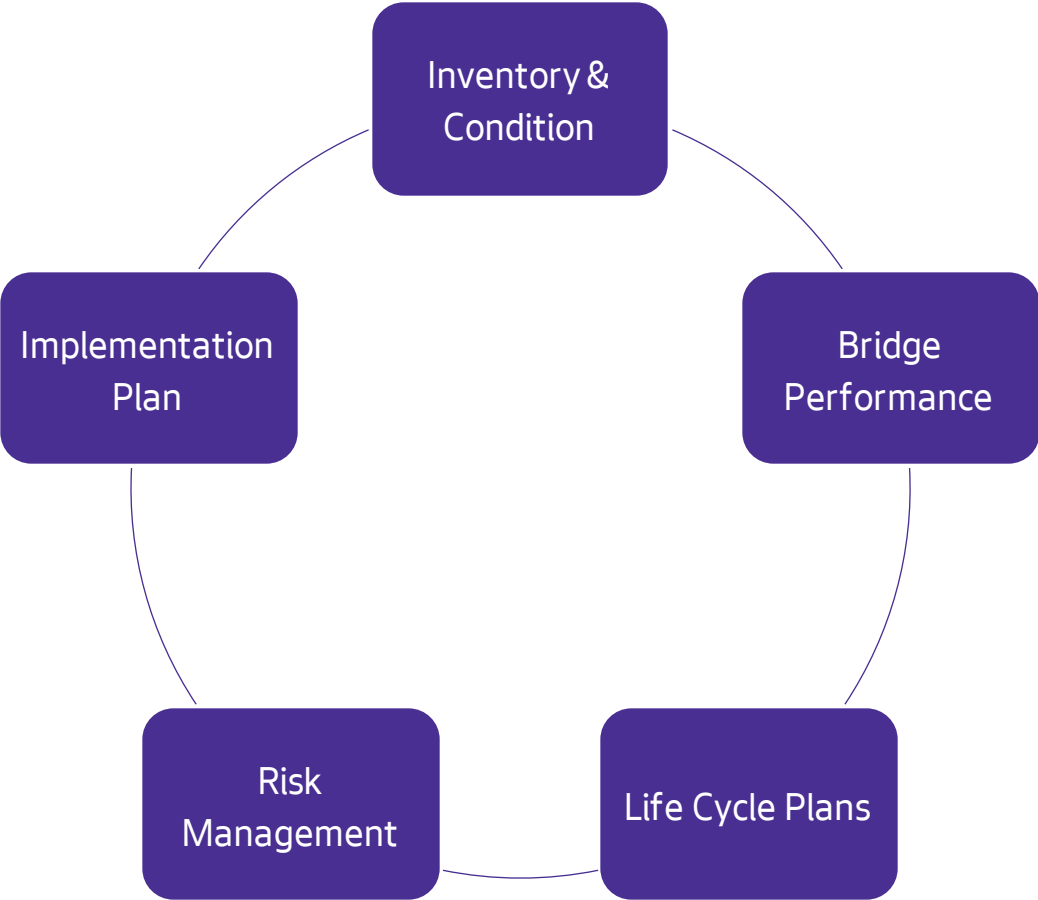 Inventory &
Condition
Bridge
Performance
Life Cycle Plans
Risk
Management
Implementation
Plan